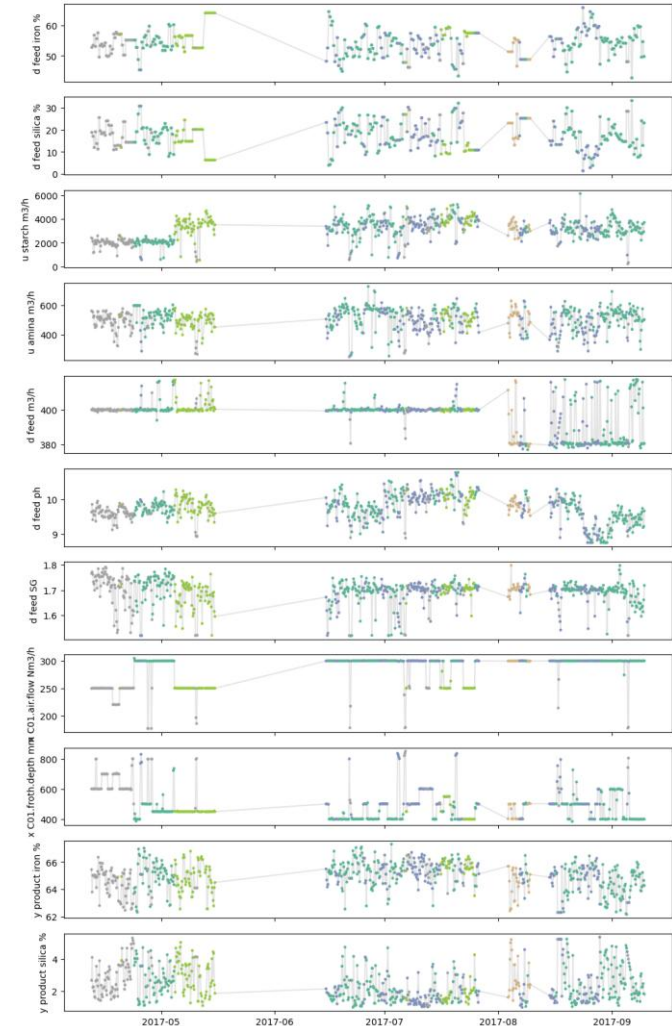 d feed iron %
60
50
d feed silica %
30
20
10
0
u starch m3/h
6000
4000
2000
0
u amina m3/h
600
400
d feed m3/h
400
380
d feed ph
10
9
d feed SG
1.8
1.7
1.6
x C01.air.flow Nm3/h
300
250
200
x C01.froth.depth mm
800
600
400
y product iron %
66
64
62
y product silica %
4
2
2017-05 2017-06 2017-07 2017-08 2017-09